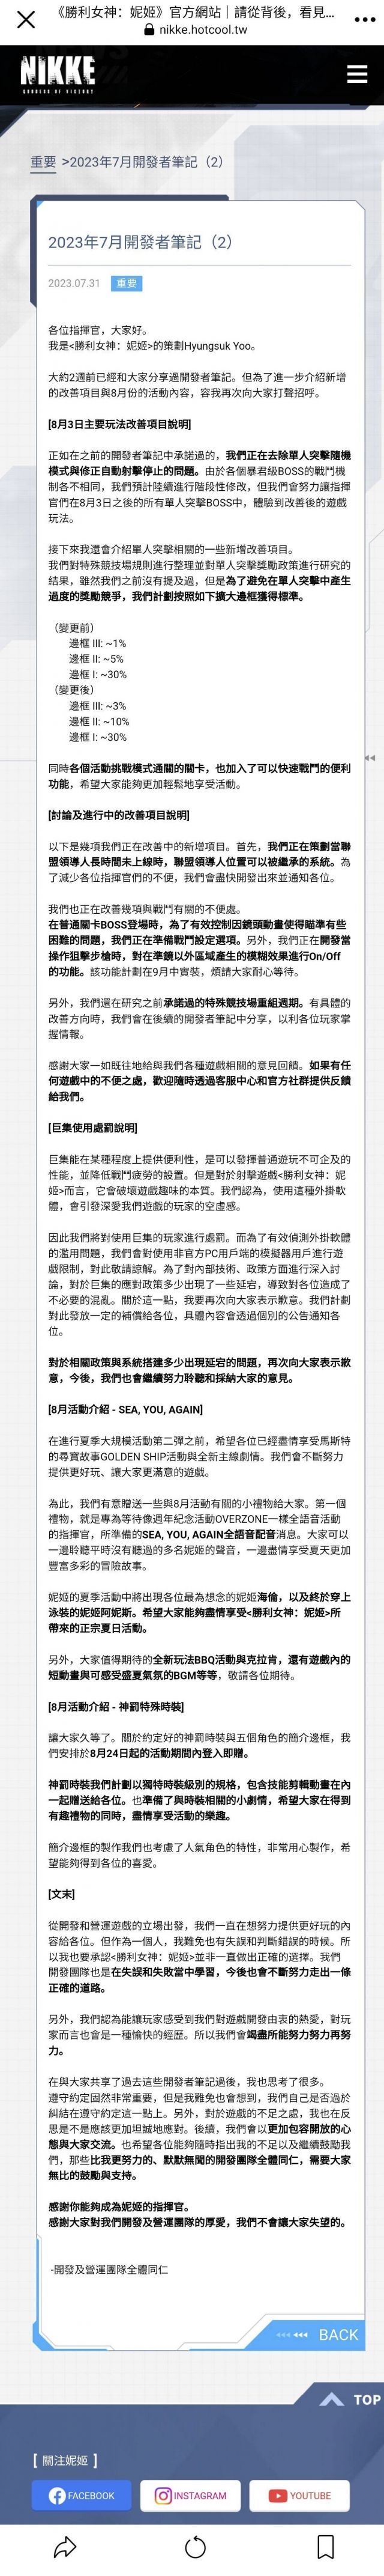 《勝利女神：妮姬》官方網站｜請從背後，看見...
nikke.hotcool.tw
NIKKE
GODDESS OF VICTORY
重要 >2023年7月開發者筆記（2）
2023年7月開發者筆記（2）
2023.07.31 重要
各位指揮官，大家好。
我是<勝利女神：妮姬>的策劃Hyungsuk Yoo。
大約2週前已經和大家分享過開發者筆記。但為了進一步介紹新增
的改善項目與8月份的活動內容，容我再次向大家打聲招呼。
[8月3日主要玩法改善項目說明]
正如在之前的開發者筆記中承諾過的，我們正在去除單人突擊隨機
模式與修正自動射擊停止的問題。由於各個暴君級BOSS的戰鬥機
制各不相同，我們預計陸續進行階段性修改，但我們會努力讓指揮
官們在8月3日之後的所有單人突擊BOSS中，體驗到改善後的遊戲
玩法。
接下來我還會介紹單人突擊相關的一些新增改善項目。
我們對特殊競技場規則進行整理並對單人突擊獎勵政策進行研究的
結果，雖然我們之前沒有提及過，但是為了避免在單人突擊中產生
過度的獎勵競爭，我們計劃按照如下擴大邊框獲得標準。
（變更前）
邊框 III: ~1%
邊框 II: ~5%
邊框 I: ~30%
（變更後）
邊框 III: ~3%
邊框 II: ~10%
邊框 I: ~30%
同時各個活動挑戰模式通關的關卡，也加入了可以快速戰鬥的便利
功能，希望大家能夠更加輕鬆地享受活動。
[討論及進行中的改善項目說明]
以下是幾項我們正在改善中的新增項目。首先，我們正在策劃當聯
盟領導人長時間未上線時，聯盟領導人位置可以被繼承的系統。為
了減少各位指揮官們的不便，我們會盡快開發出來並通知各位。
我們也正在改善幾項與戰鬥有關的不便處。
在普通關卡BOSS登場時，為了有效控制因鏡頭動畫使得瞄準有些
困難的問題，我們正在準備戰鬥設定選項。另外，我們正在開發當
操作狙擊步槍時，對在準鏡以外區域產生的模糊效果進行On/Off
的功能。該功能計劃在9月中實裝，煩請大家耐心等待。
另外，我們還在研究之前承諾過的特殊競技場重組週期。有具體的
改善方向時，我們會在後續的開發者筆記中分享，以利各位玩家掌
握情報。
感謝大家一如既往地給與我們各種遊戲相關的意見回饋。如果有任
何遊戲中的不便之處，歡迎隨時透過客服中心和官方社群提供反饋
給我們。
[巨集使用處罰說明]
巨集能在某種程度上提供便利性，是可以發揮普通遊玩不可企及的
性能，並降低戰鬥疲勞的設置。但是對於射擊遊戲<勝利女神：妮
姬>而言，它會破壞遊戲趣味的本質。我們認為，使用這種外掛軟
體，會引發深愛我們遊戲的玩家的空虛感。
因此我們將對使用巨集的玩家進行處罰。而為了有效偵測外掛軟體
的濫用問題，我們會對使用非官方PC用戶端的模擬器用戶進行遊
戲限制，對此敬請諒解。為了對內部技術、政策方面進行深入討
論，對於巨集的應對政策多少出現了一些延宕，導致對各位造成了
不必要的混亂。關於這一點，我要再次向大家表示歉意。我們計劃
對此發放一定的補償給各位，具體內容會透過個別的公告通知各
位。
對於相關政策與系統搭建多少出現延宕的問題，再次向大家表示歉
意，今後，我們也會繼續努力聆聽和採納大家的意見。
[8月活動介紹 - SEA, YOU, AGAIN]
在進行夏季大規模活動第二彈之前，希望各位已經盡情享受馬斯特
的尋寶故事GOLDEN SHIP活動與全新主線劇情。我們會不斷努力
提供更好玩、讓大家更滿意的遊戲。
為此，我們有意贈送一些與8月活動有關的小禮物給大家。第一個
禮物，就是專為等待像週年紀念活動OVERZONE一樣全語音活動
的指揮官，所準備的SEA, YOU, AGAIN全語音配音消息。大家可以
一邊聆聽平時沒有聽過的多名妮姬的聲音，一邊盡情享受夏天更加
豐富多彩的冒險故事。
妮姬的夏季活動中將出現各位最為想念的妮姬海倫，以及終於穿上
泳裝的妮姬阿妮斯。希望大家能夠盡情享受<勝利女神：妮姬>所
帶來的正宗夏日活動。
另外，大家值得期待的全新玩法BBQ活動與克拉肯，還有遊戲內的
短動畫與可感受盛夏氣氛的BGM等等，敬請各位期待。
[8月活動介紹 - 神罰特殊時裝]
讓大家久等了。關於約定好的神罰時裝與五個角色的簡介邊框，我
們安排於8月24日起的活動期間內登入即贈。
神罰時裝我們計劃以獨特時裝級別的規格，包含技能剪輯動畫在內
一起贈送給各位。也準備了與時裝相關的小劇情，希望大家在得到
有趣禮物的同時，盡情享受活動的樂趣。
簡介邊框的製作我們也考慮了人氣角色的特性，非常用心製作，希
望能夠得到各位的喜愛。
[文末]
從開發和營運遊戲的立場出發，我們一直在想努力提供更好玩的內
容給各位。但作為一個人，我難免也有失誤和判斷錯誤的時候。所
以我也要承認<勝利女神：妮姬>並非一直做出正確的選擇。我們
開發團隊也是在失誤和失敗當中學習，今後也會不斷努力走出一條
正確的道路。
另外，我們認為能讓玩家感受到我們對遊戲開發由衷的熱愛，對玩
家而言也會是一種愉快的經歷。所以我們會竭盡所能努力努力再努
力。
在與大家共享了過去這些開發者筆記過後，我也思考了很多。
遵守約定固然非常重要，但是我難免也會想到，我們自己是否過於
糾結在遵守約定這一點上。另外，對於遊戲的不足之處，我也在反
思是不是應該更加坦誠地應對。後續，我們會以更加包容開放的心
態與大家交流。也希望各位能夠隨時指出我的不足以及繼續鼓勵我
們，那些比我更努力的、默默無聞的開發團隊全體同仁，需要大家
無比的鼓勵與支持。
感謝你能夠成為妮姬的指揮官。
感謝大家對我們開發及營運團隊的厚愛，我們不會讓大家失望的。
-開發及營運團隊全體同仁
BACK
TOP
[ 關注妮姬 ]
FACEBOOK INSTAGRAM YOUTUBE